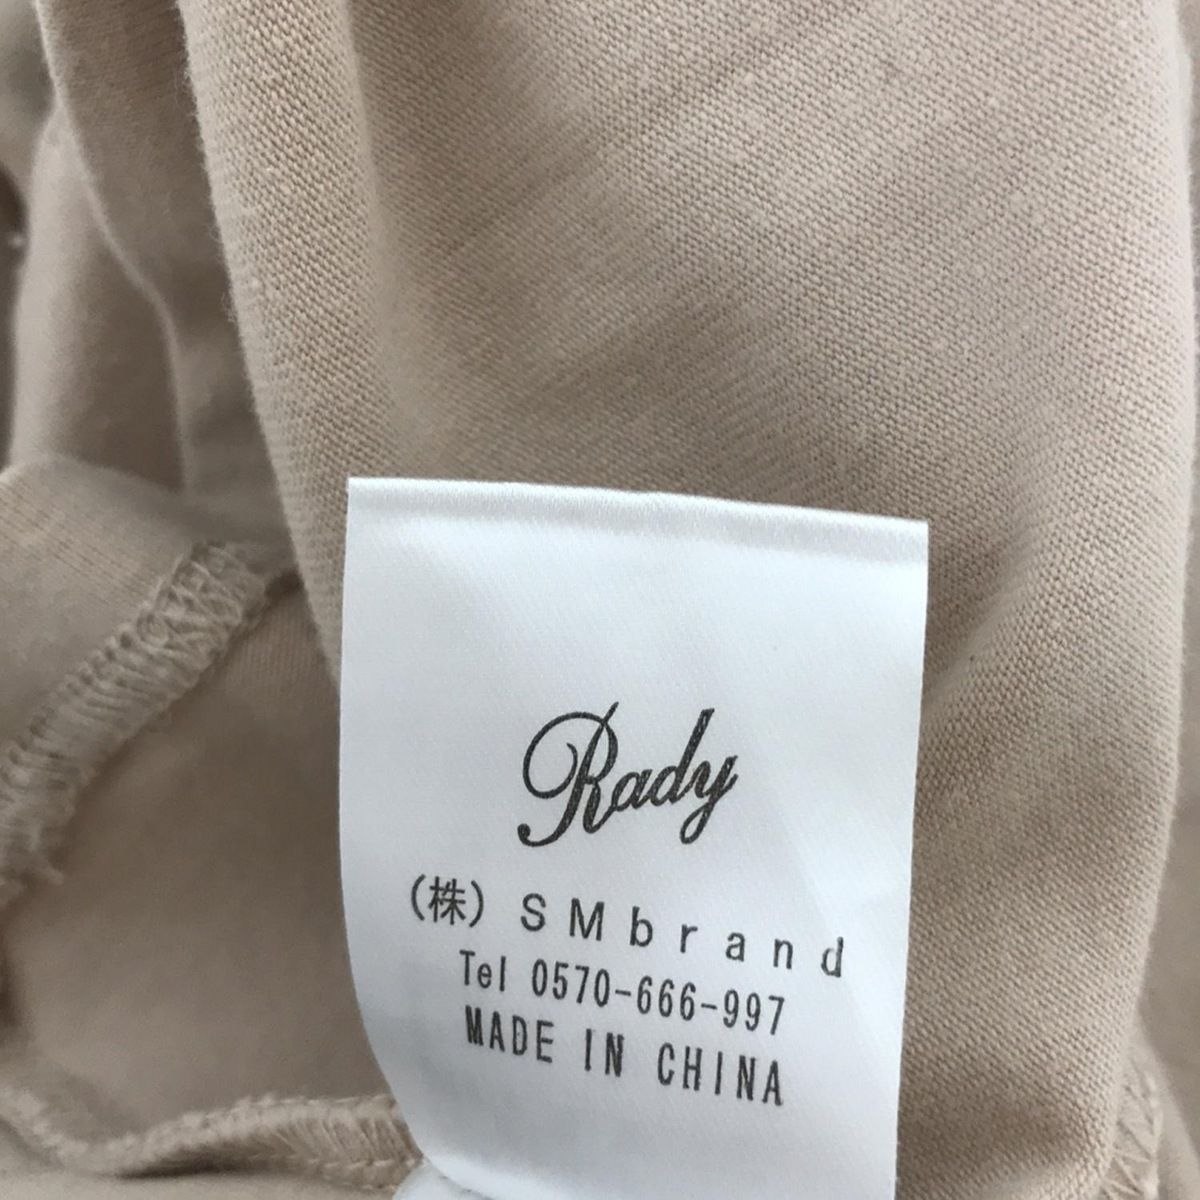 Rady
(株) SMbrand
Tel 0570-666-997
MADE IN CHINA